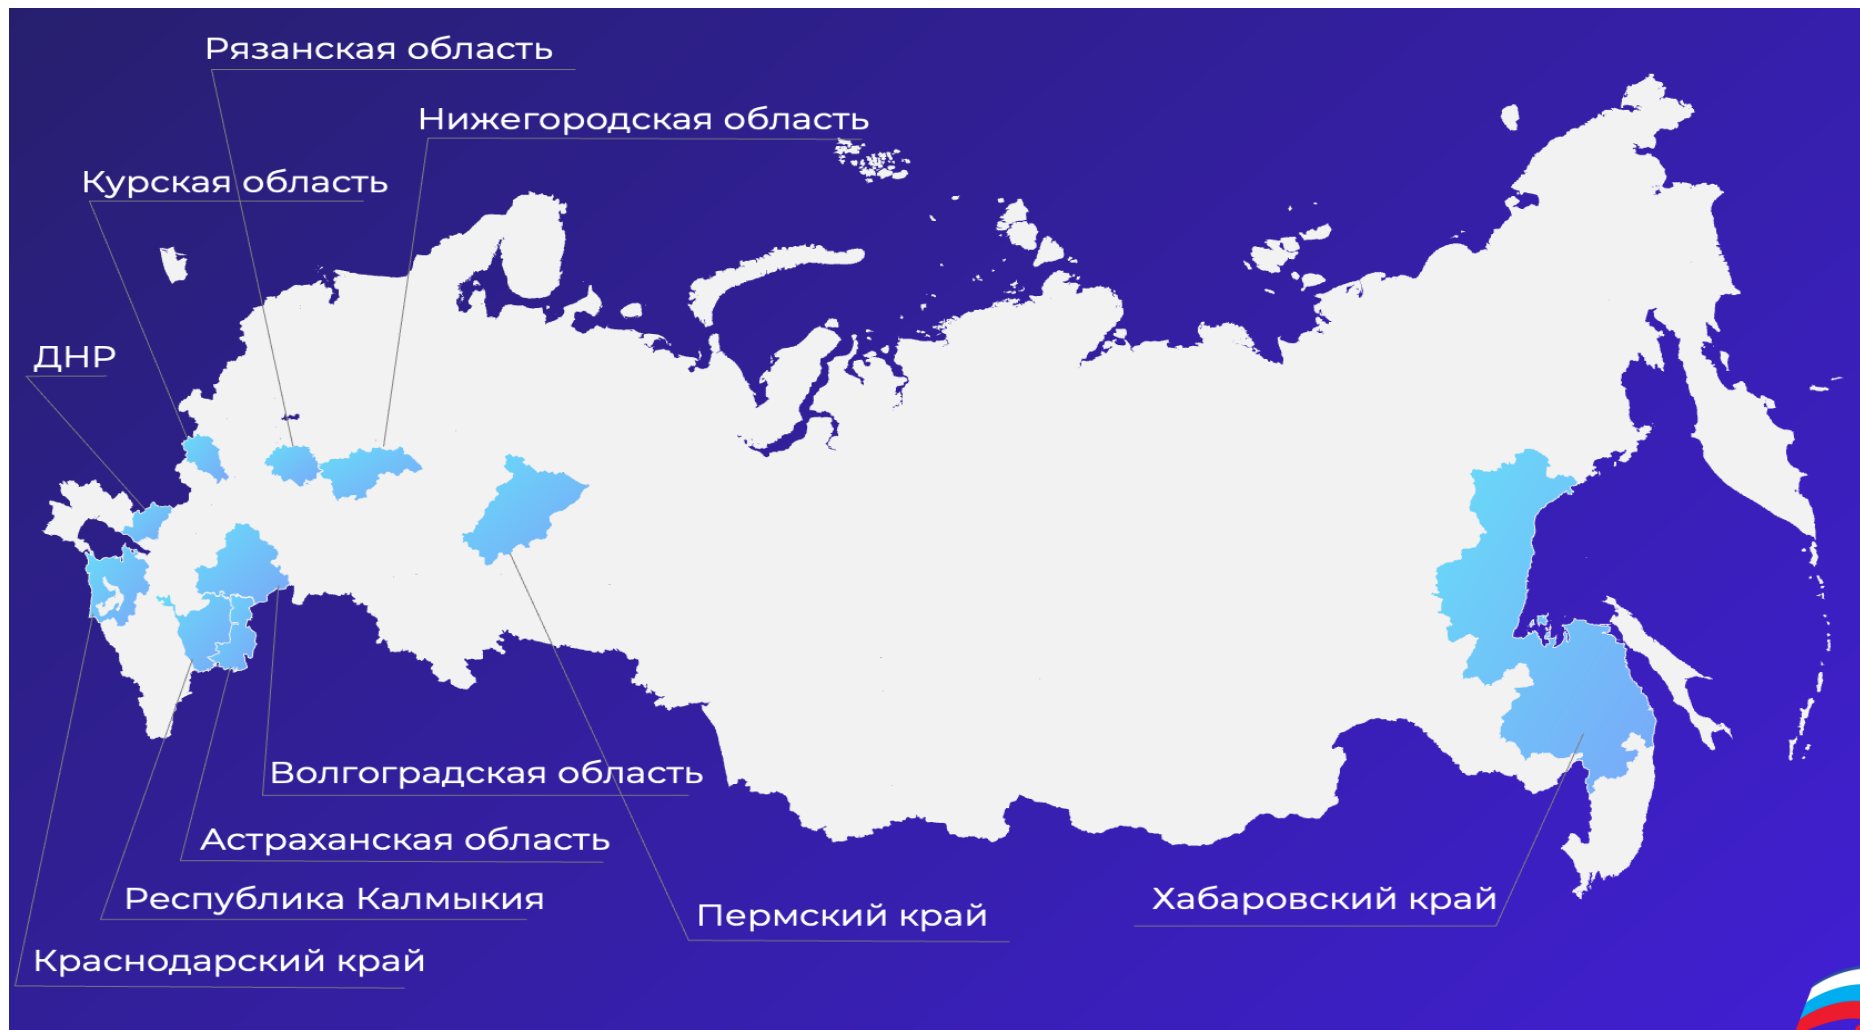 Рязанская область
Нижегородская область
Курская область
ДНР
Волгоградская область
Астраханская область
Республика Калмыкия
Пермский край
Хабаровский край
Краснодарский край